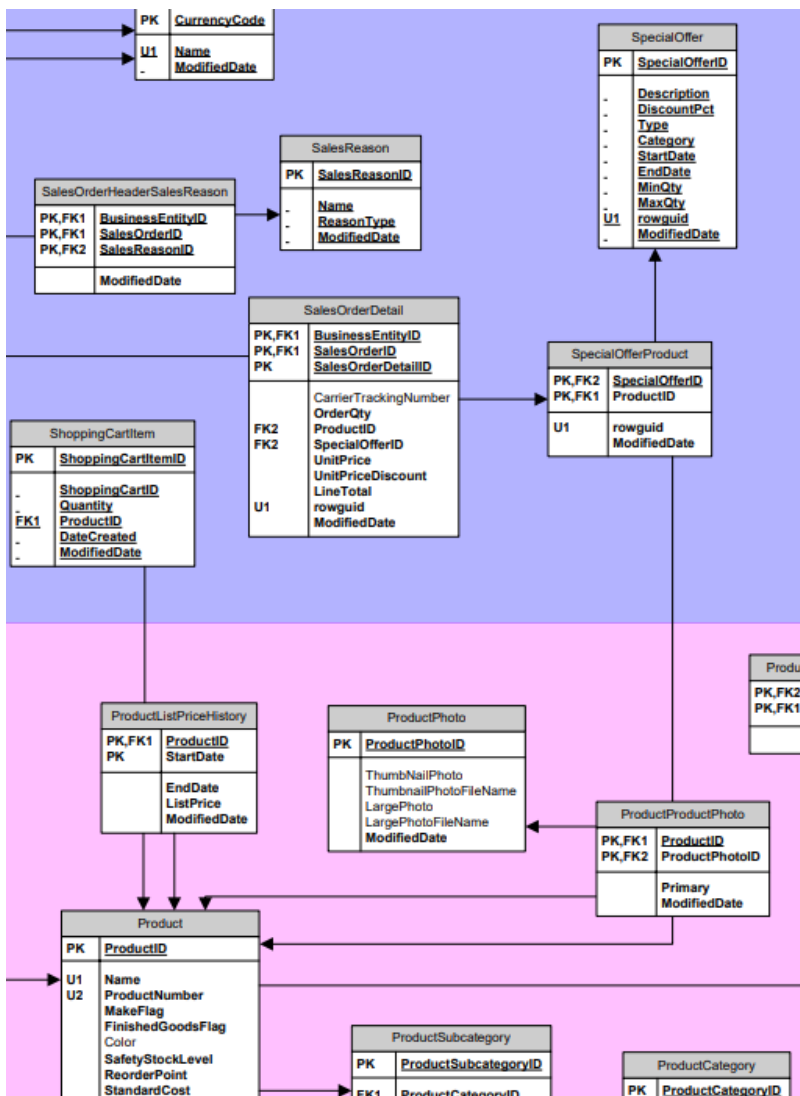 PK CurrencyCode
U1 Name
- ModifiedDate
SpecialOffer
PK SpecialOfferID
- Description
- DiscountPct
- Type
- Category
- StartDate
- EndDate
- MinQty
- MaxQty
U1 rowguid
- ModifiedDate
SalesReason
PK SalesReasonID
- Name
- ReasonType
- ModifiedDate
SalesOrderHeaderSalesReason
PK,FK1 BusinessEntityID
PK,FK1 SalesOrderID
PK,FK2 SalesReasonID
ModifiedDate
SalesOrderDetail
PK,FK1 BusinessEntityID
PK,FK1 SalesOrderID
PK SalesOrderDetailID
CarrierTrackingNumber
OrderQty
FK2 ProductID
FK2 SpecialOfferID
UnitPrice
UnitPriceDiscount
LineTotal
U1 rowguid
ModifiedDate
SpecialOfferProduct
PK,FK2 SpecialOfferID
PK,FK1 ProductID
U1 rowguid
ModifiedDate
ShoppingCartItem
PK ShoppingCartItemID
- ShoppingCartID
- Quantity
FK1 ProductID
- DateCreated
- ModifiedDate
Produ
PK,FK2
PK,FK1
ProductListPriceHistory
PK,FK1 ProductID
PK StartDate
EndDate
ListPrice
ModifiedDate
ProductPhoto
PK ProductPhotoID
ThumbNailPhoto
ThumbnailPhotoFileName
LargePhoto
LargePhotoFileName
ModifiedDate
ProductProductPhoto
PK,FK1 ProductID
PK,FK2 ProductPhotoID
Primary
ModifiedDate
Product
PK ProductID
U1 Name
U2 ProductNumber
MakeFlag
FinishedGoodsFlag
Color
SafetyStockLevel
ReorderPoint
StandardCost
ProductSubcategory
PK ProductSubcategoryID
FK1 ProductCategoryID
ProductCategory
PK ProductCategoryID